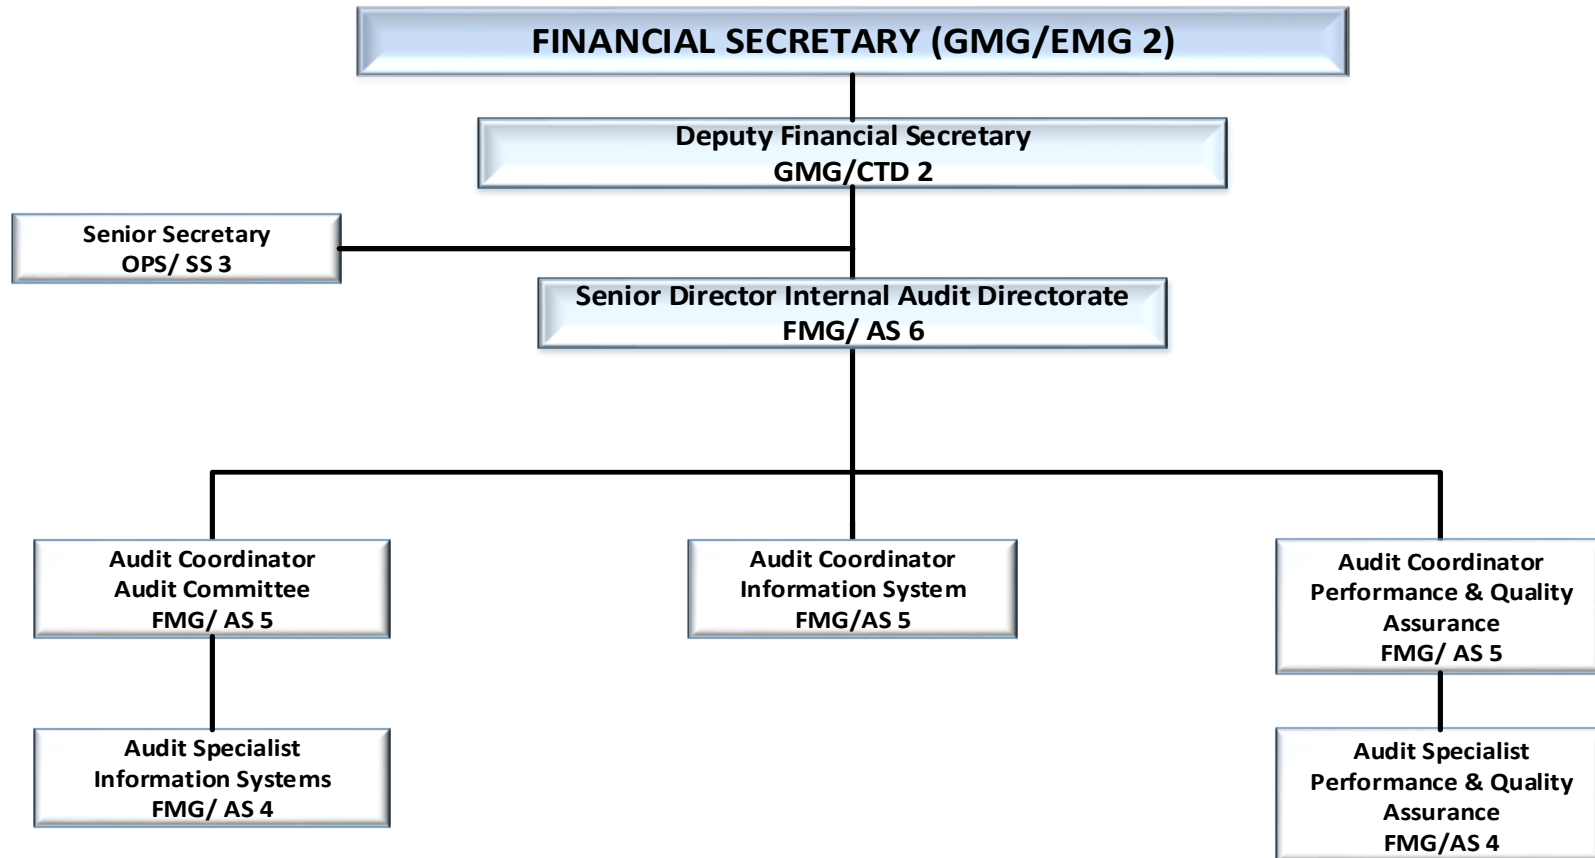 FINANCIAL SECRETARY (GMG/EMG 2)
Deputy Financial Secretary
GMG/CTD 2
Senior Secretary
OPS/ SS 3
Senior Director Internal Audit Directorate
FMG/ AS 6
Audit Coordinator
Audit Committee
FMG/ AS 5
Audit Coordinator
Information System
FMG/AS 5
Audit Coordinator
Performance & Quality
Assurance
FMG/ AS 5
Audit Specialist
Information Systems
FMG/ AS 4
Audit Specialist
Performance & Quality
Assurance
FMG/AS 4